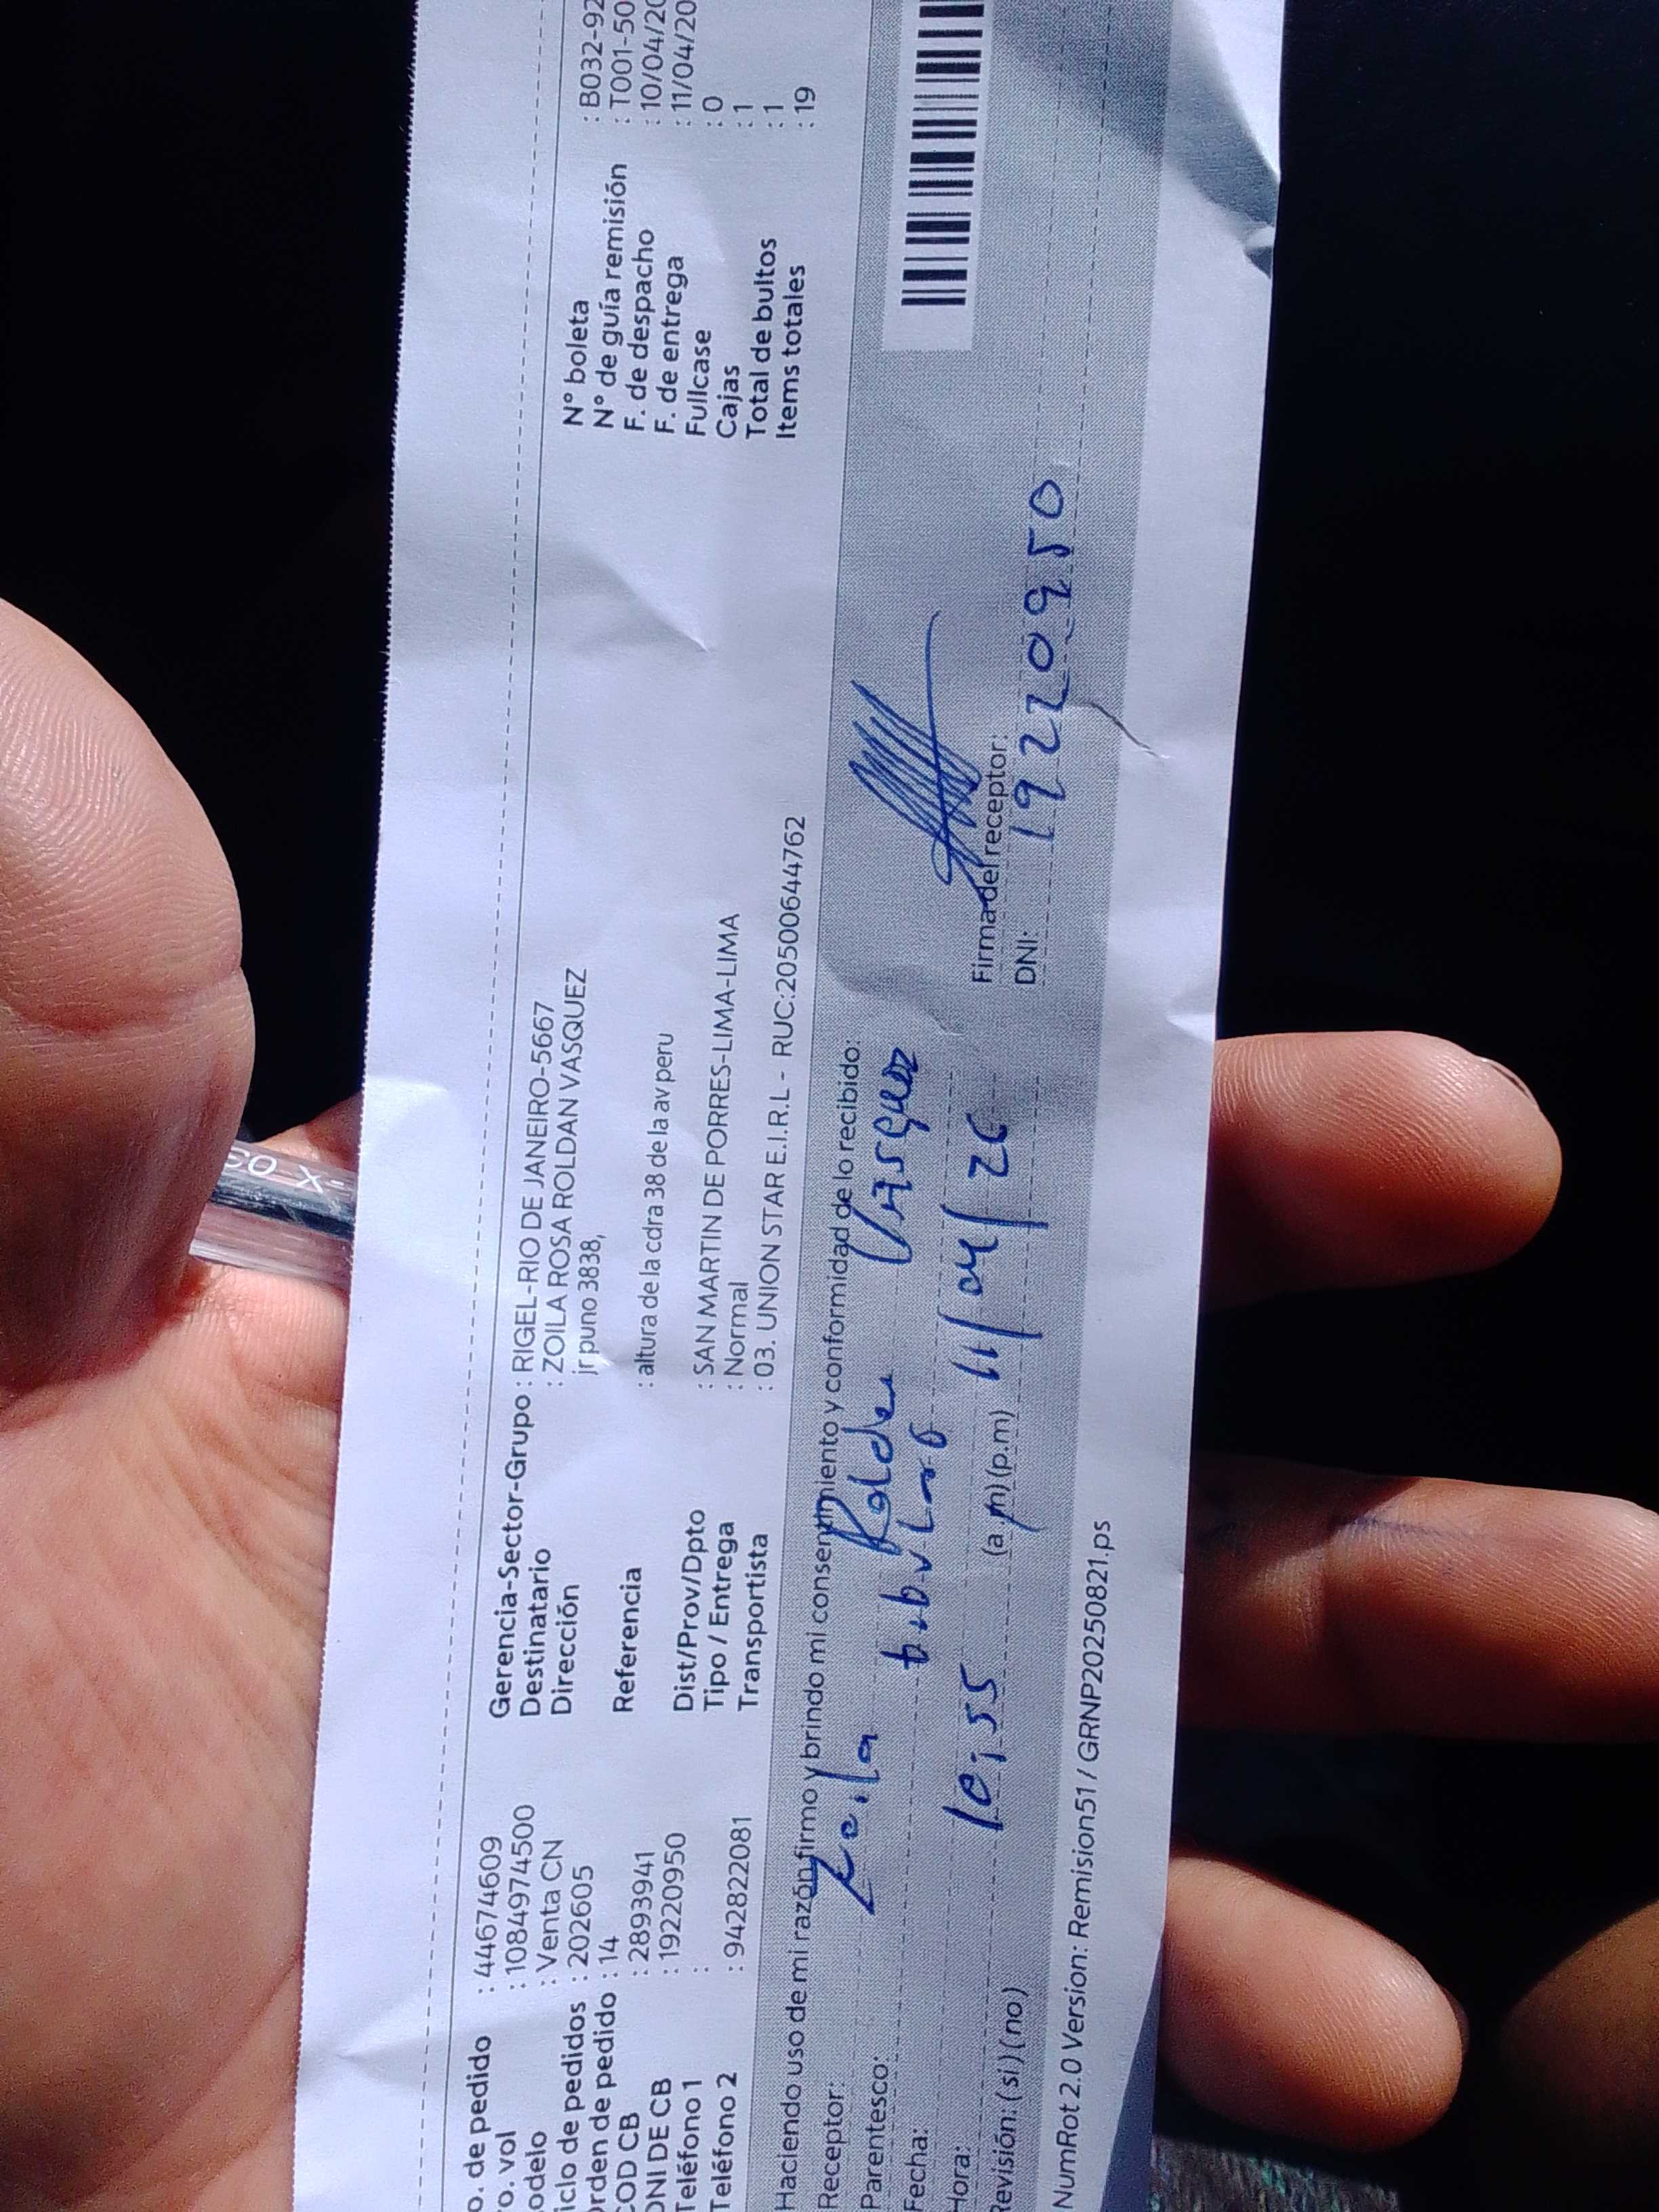 o. de pedido : 44674609
o. vol : 1084974500
odelo : Venta CN
iclo de pedidos : 202605
rden de pedido : 14
COD CB : 2893941
DNI DE CB : 19220950
Teléfono 1 :
Teléfono 2 : 942822081
Gerencia-Sector-Grupo : RIGEL-RIO DE JANEIRO-5667
Destinatario : ZOILA ROSA ROLDAN VASQUEZ
Dirección jr puno 3838,
Referencia : altura de la cdra 38 de la av peru
Dist/Prov/Dpto : SAN MARTIN DE PORRES-LIMA-LIMA
Tipo / Entrega : Normal
Transportista : 03. UNION STAR E.I.R.L - RUC:20500644762
N° boleta : B032-92
N° de guía remisión : T001-50
F. de despacho : 10/04/20
F. de entrega : 11/04/20
Fullcase : 0
Cajas : 1
Total de bultos : 1
Items totales : 19
Haciendo uso de mi razón firmo y brindo mi consentimiento y conformidad de lo recibido:
Receptor: Zoila Roldan Vasquez
Parentesco:
Fecha: 11/04/26
Hora: 10:55 (a.m)(p.m)
Revisión: (si)(no)
Firma del receptor:
DNI: 19220950
NumRot 2.0 Version: Remision51 / GRNP20250821.ps